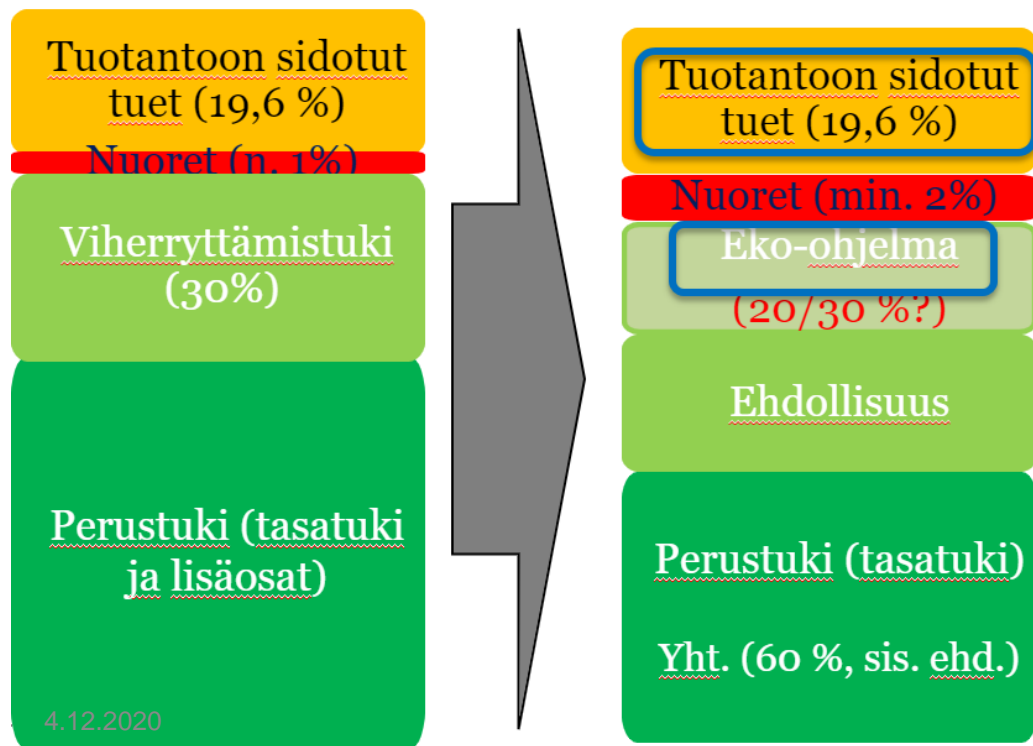 Tuotantoon sidotut
tuet (19,6 %)
Nuoret (n. 1%)
Viherryttämistuki
(30%)
Perustuki (tasatuki
ja lisäosat)
4.12.2020
Tuotantoon sidotut
tuet (19,6 %)
Nuoret (min. 2%)
Eko-ohjelma
(20/30 %?)
Ehdollisuus
Perustuki (tasatuki)
Yht. (60 %, sis. ehd.)